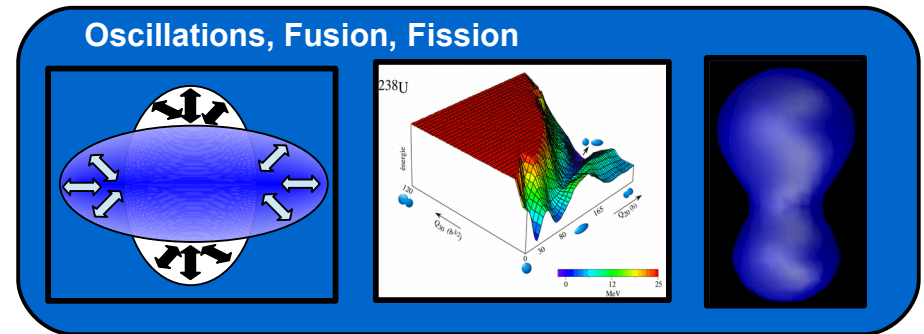 Oscillations, Fusion, Fission
238U
énergie
120
Q30 (b3/2)
0
30
80
165
Q20 (b)
0
12
25
MeV